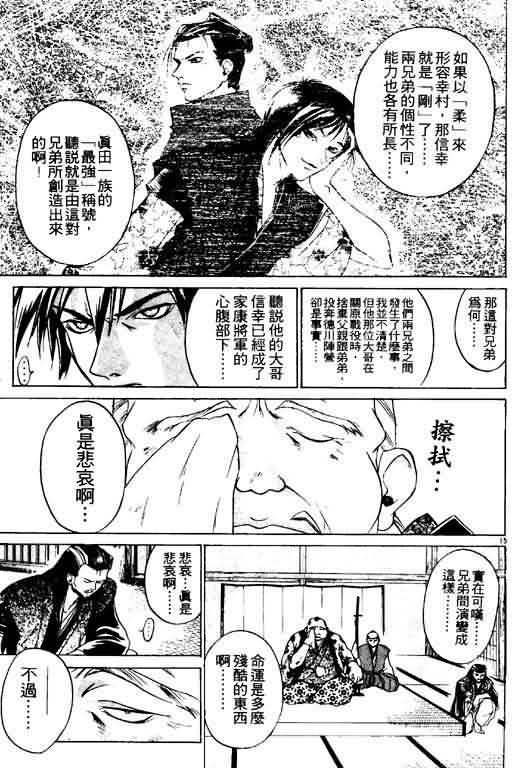 如果以「柔」來
形容幸村，那信幸
就是「剛」了……
兩兄弟的個性不同，
能力也各有所長…
眞田一族的
「最強」稱號，
聽說就是由這對
兄弟所創造出來
的啊！
那這對兄弟
為何……
他們兩兄弟之間
發生了什麼事
我並不清楚，
但他那位大哥在
關原戰役時，
捨棄父親跟弟弟，
投奔德川陣營
卻是事實…
聽說他的大哥
信幸已經成了
家康將軍的
心腹部下…
…
擦拭…
眞是悲哀啊…
15
實在可嘆…
兄弟間演變成
這樣…
命運是多麼
殘酷的東西
啊……
悲哀…眞是
悲哀啊…
…
不過……